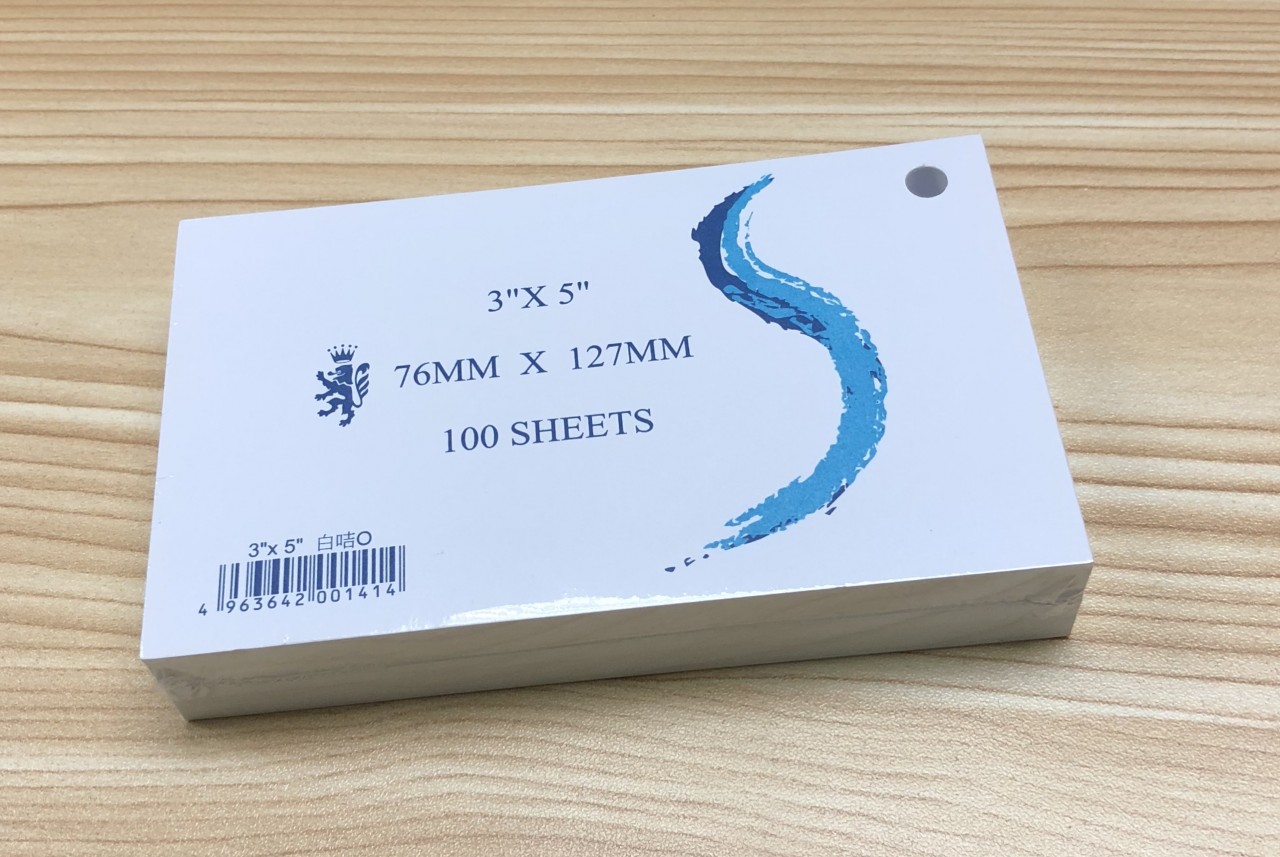 3"X 5"
76MM X 127MM
100 SHEETS
3"x 5" 白咭O
4 963642 001414